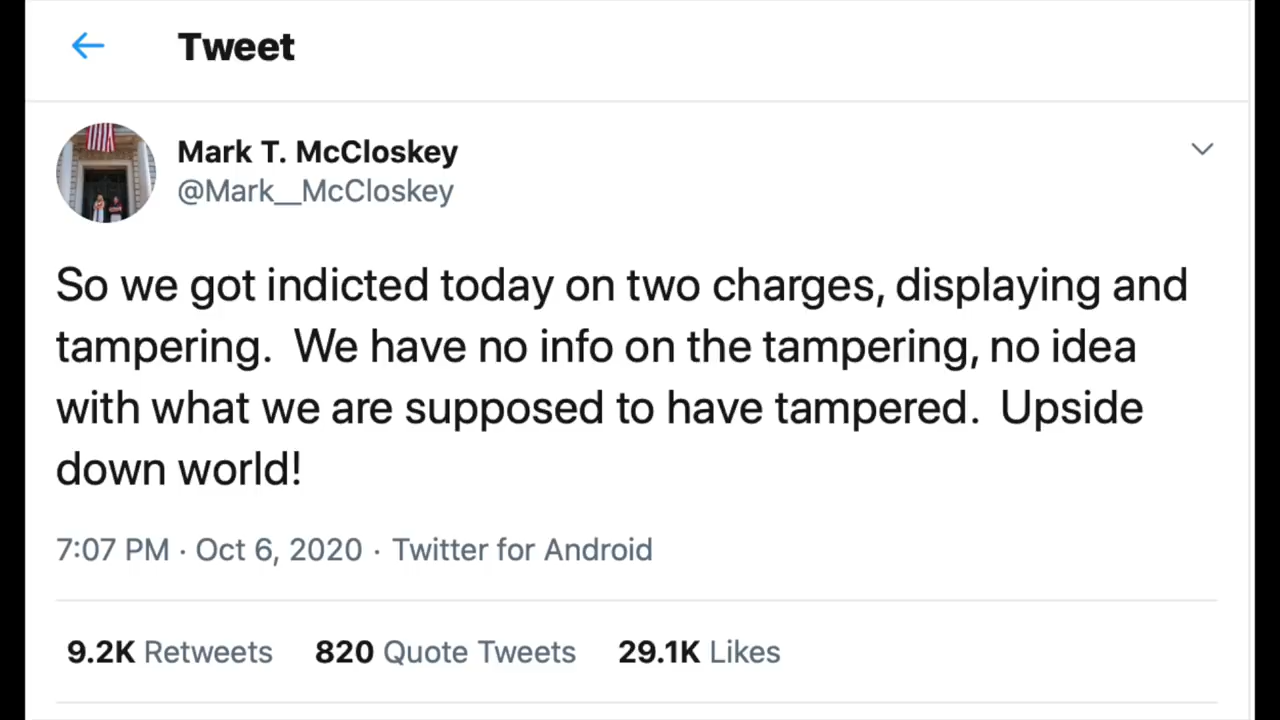 Tweet
Mark T. McCloskey
@Mark__McCloskey
So we got indicted today on two charges, displaying and
tampering.  We have no info on the tampering, no idea
with what we are supposed to have tampered.  Upside
down world!
7:07 PM · Oct 6, 2020 · Twitter for Android
9.2K Retweets 820 Quote Tweets 29.1K Likes